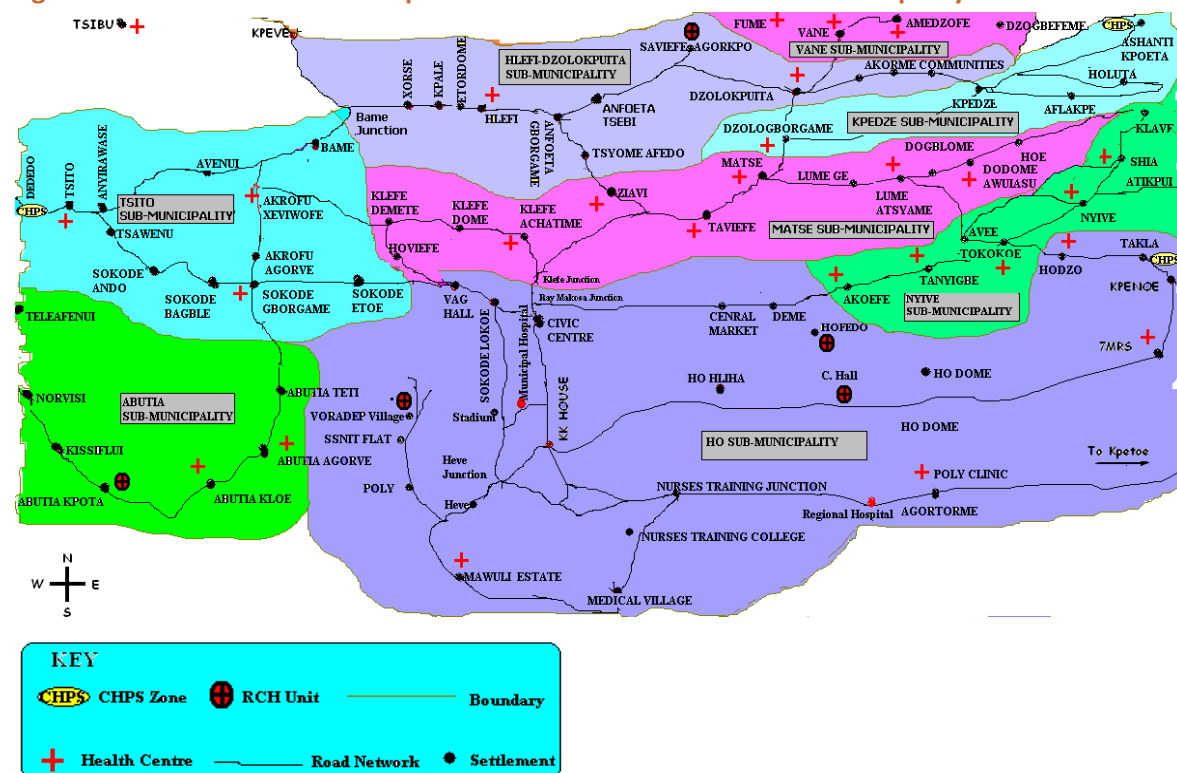 TSIBU
KPEVE
FUME
VANE
AMEDZOFE
DZOGBEFEME
CHPS
ASHANTI
KPOETA
SAVIEFE AGORKPO
VANE SUB-MUNICIPALITY
HLEFI-DZOLOKPUITA
SUB-MUNICIPALITY
AKORME COMMUNITIES
HOLUTA
XORSE
KPALE
ETORDOME
HLEFI
ANFOETA
TSEBI
DZOLOKPUITA
KPEDZE
AFLAKPE
Bame
Junction
ANFOETA
GBORGAME
DZOLOGBORGAME
KPEDZE SUB-MUNICIPALITY
KLAVE
BAME
TSYOME AFEDO
DOGBLOME
HOE
DEDEDO
TSITO
ANYIRAWASE
AVENUI
MATSE
LUME GE
DODOME
AWUIASU
SHIA
ATIKPUI
CHPS
TSITO
SUB-MUNICIPALITY
AKROFU
XEVIWOFE
KLEFE
DEMETE
KLEFE
DOME
KLEFE
ACHATIME
ZIAVI
LUME
ATSYAME
NYIVE
TSAWENU
TAVIEFE
MATSE SUB-MUNICIPALITY
AVEE
TOKOKOE
TAKLA
CHPS
HOVIEFE
AKROFU
AGORVE
SOKODE
ANDO
SOKODE
BAGBLE
SOKODE
GBORGAME
SOKODE
ETOE
VAG
HALL
Klefe Junction
Ray Makosa Junction
TANYIGBE
AKOEFE
HODZO
KPENOE
NYIVE
SUB-MUNICIPALITY
TELEAFENUI
SOKODE LOKOE
Municipal Hospital
CIVIC
CENTRE
CENRAL
MARKET
DEME
HOFEDO
7MRS
C. Hall
HO HLIHA
HO DOME
NORVISI
ABUTIA
SUB-MUNICIPALITY
ABUTIA TETI
VORADEP Village
Stadium
KK HOUSE
SSNIT FLAT
HO SUB-MUNICIPALITY
HO DOME
KISSIFLUI
ABUTIA AGORVE
To Kpetoe
Heve
Junction
ABUTIA KPOTA
ABUTIA KLOE
POLY
NURSES TRAINING JUNCTION
POLY CLINIC
Heve
Regional Hospital
AGORTORME
NURSES TRAINING COLLEGE
N
W E
S
MAWULI ESTATE
MEDICAL VILLAGE
KEY
CHPS CHPS Zone RCH Unit Boundary
Health Centre Road Network Settlement